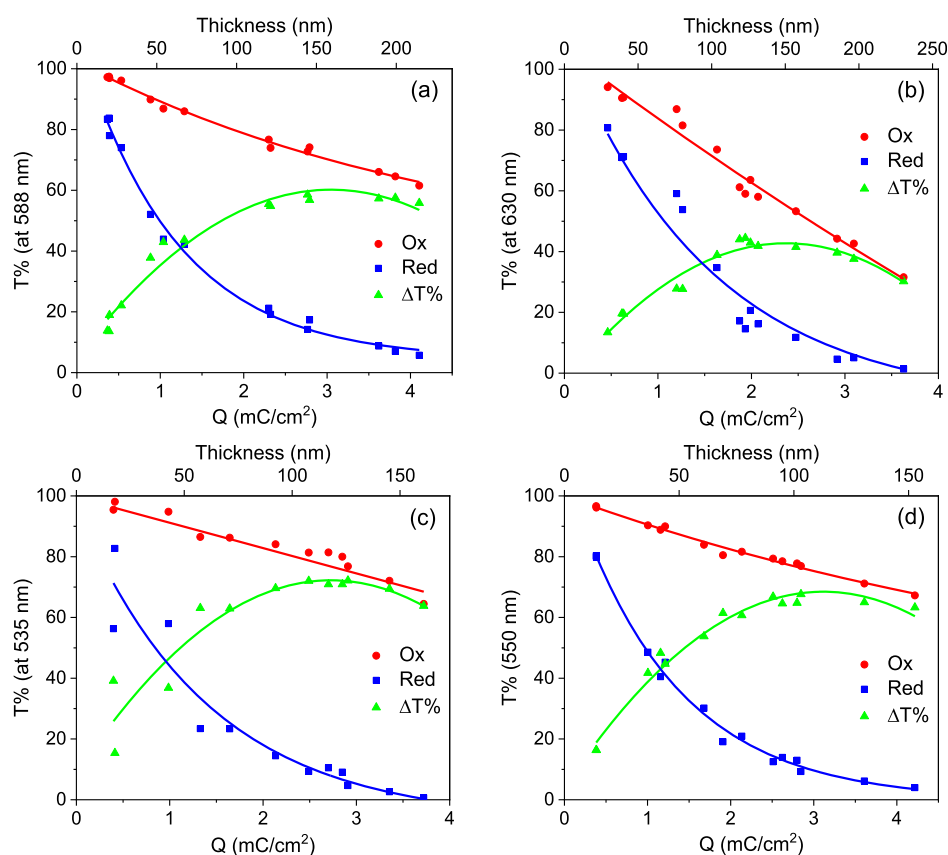 Thickness (nm)
0 50 100 150 200
(a)
100
80
60
40
20
0
T% (at 588 nm)
Ox
Red
ΔT%
0 1 2 3 4
Q (mC/cm²)
Thickness (nm)
0 50 100 150 200
(b)
100
80
60
40
20
0
T% (at 630 nm)
Ox
Red
ΔT%
0 1 2 3 4
Q (mC/cm²)
Thickness (nm)
0 50 100 150
(c)
100
80
60
40
20
0
T% (at 535 nm)
Ox
Red
ΔT%
0 1 2 3 4
Q (mC/cm²)
Thickness (nm)
0 50 100 150
(d)
100
80
60
40
20
0
T% (550 nm)
Ox
Red
ΔT%
0 1 2 3 4
Q (mC/cm²)